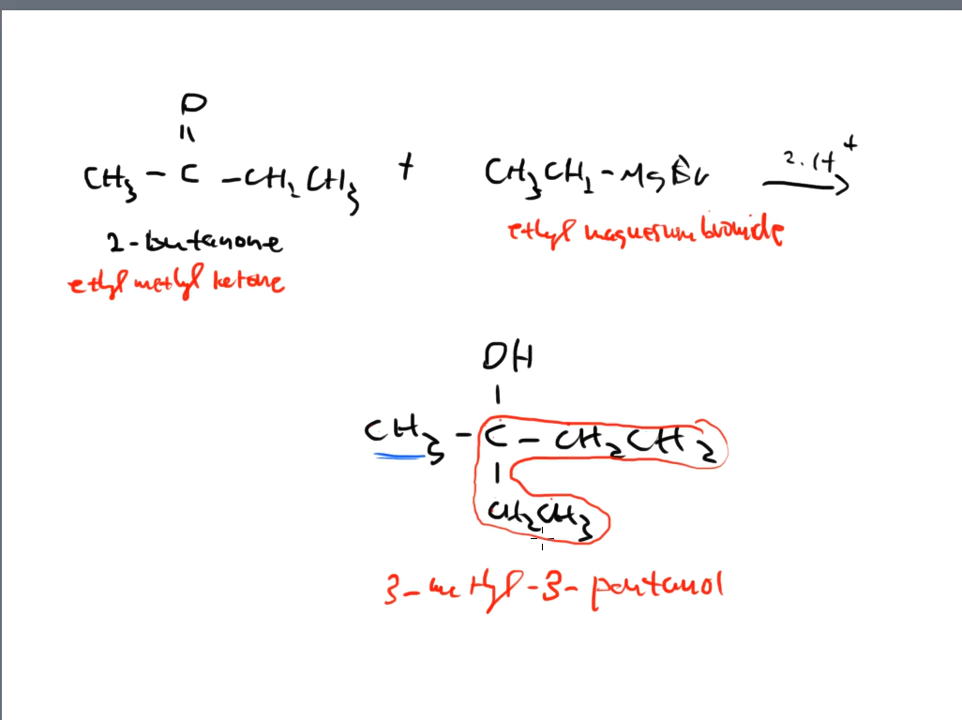 O
||
CH₃ - C - CH₂CH₃ + CH₃CH₂ - MgBr 2. H⁺ →
2-butanone
ethyl methyl ketone
ethyl magnesium bromide
OH
|
CH₃ - C - CH₂CH₂
|
CH₂CH₃
3-methyl-3-pentanol